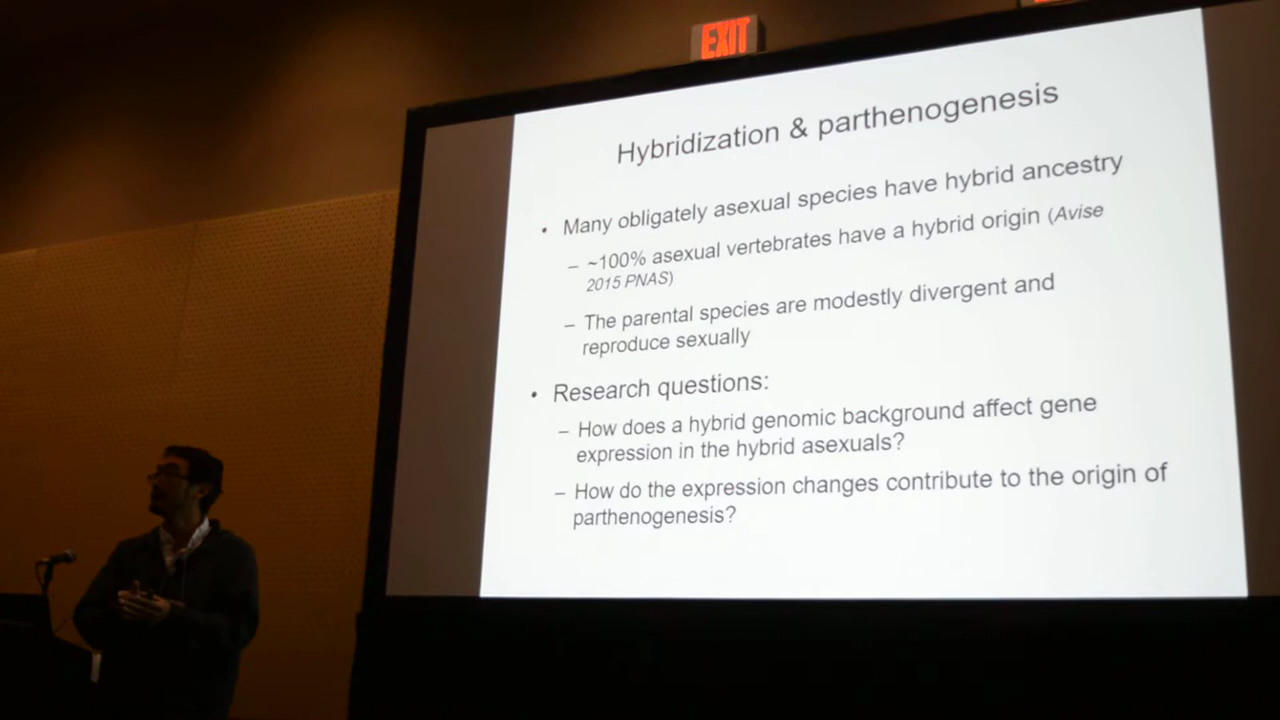 EXIT
Hybridization & parthenogenesis
• Many obligately asexual species have hybrid ancestry
– ~100% asexual vertebrates have a hybrid origin (Avise
2015 PNAS)
– The parental species are modestly divergent and
reproduce sexually
• Research questions:
– How does a hybrid genomic background affect gene
expression in the hybrid asexuals?
– How do the expression changes contribute to the origin of
parthenogenesis?